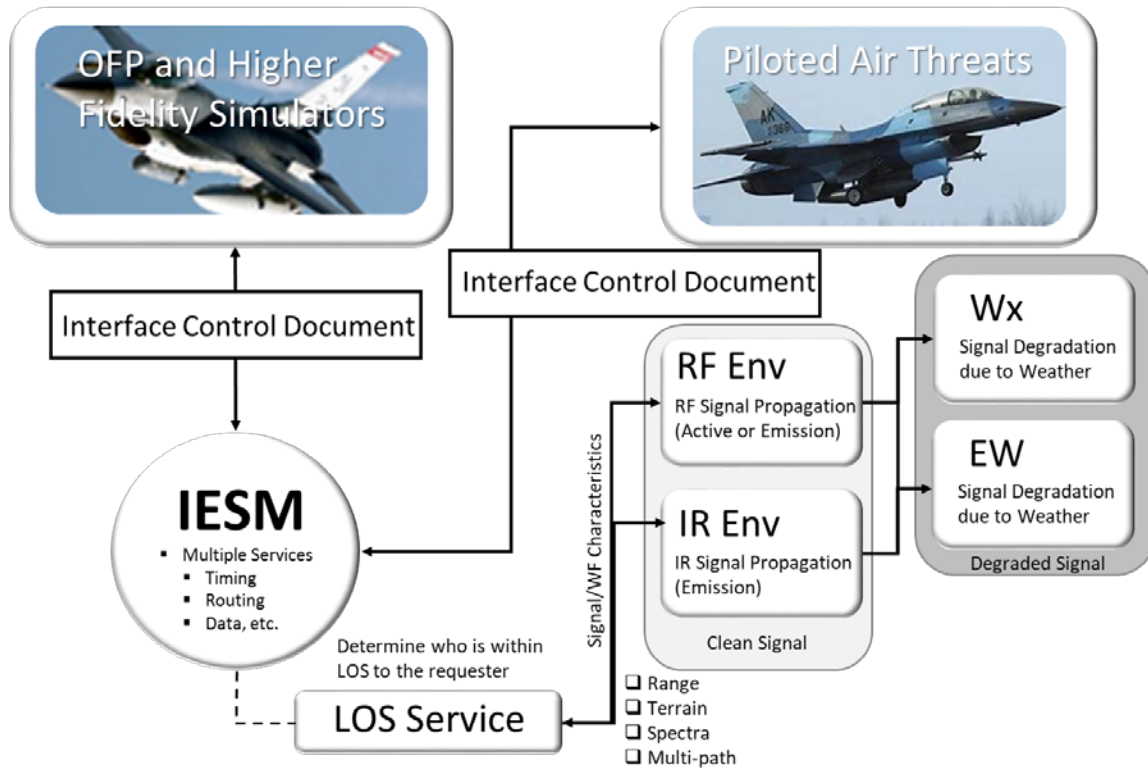 OFP and Higher
Fidelity Simulators
Piloted Air Threats
AK
Interface Control Document
Interface Control Document
IESM
▪ Multiple Services
▪ Timing
▪ Routing
▪ Data, etc.
Determine who is within
LOS to the requester
LOS Service
Signal/WF Characteristics
RF Env
RF Signal Propagation
(Active or Emission)
IR Env
IR Signal Propagation
(Emission)
Clean Signal
❑ Range
❑ Terrain
❑ Spectra
❑ Multi-path
Wx
Signal Degradation
due to Weather
EW
Signal Degradation
due to Weather
Degraded Signal